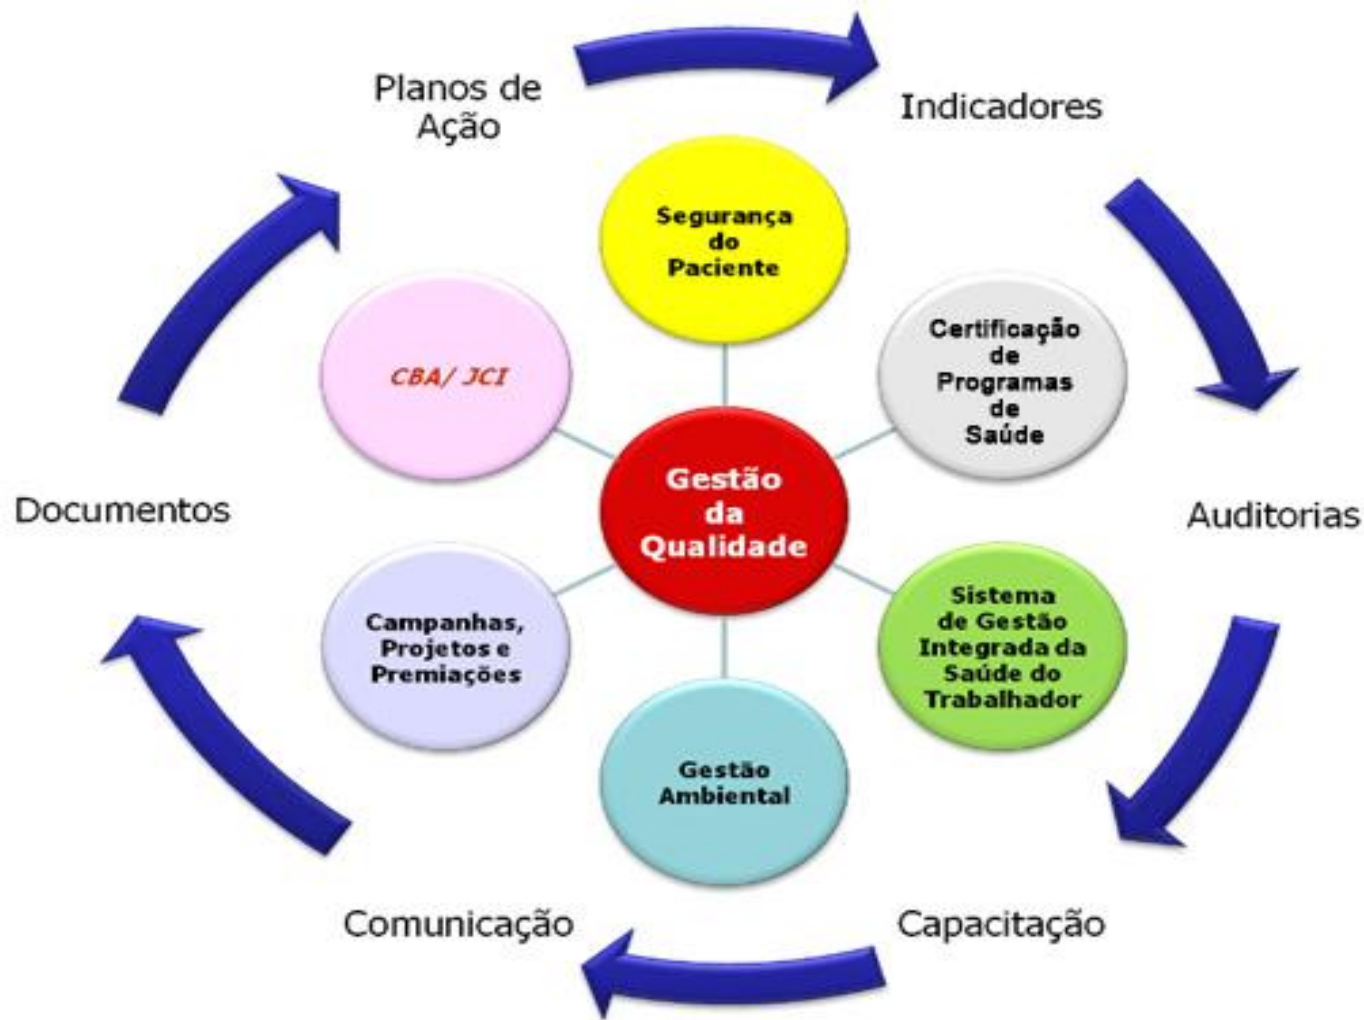 Planos de
Ação
Indicadores
Segurança
do
Paciente
CBA/ JCI
Certificação
de
Programas
de
Saúde
Gestão
da
Qualidade
Documentos
Auditorias
Campanhas,
Projetos e
Premiações
Sistema
de Gestão
Integrada da
Saúde do
Trabalhador
Gestão
Ambiental
Comunicação
Capacitação